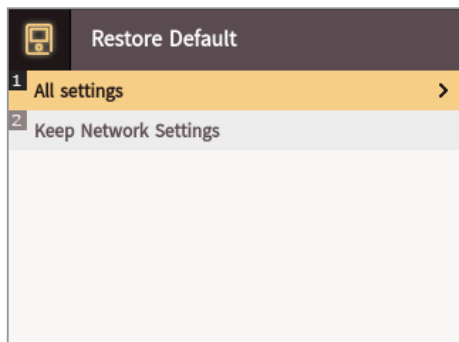 Restore Default
1
All settings
2
Keep Network Settings